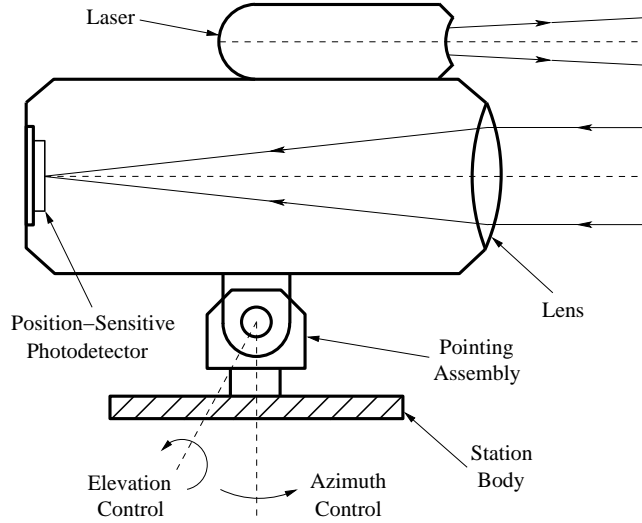 Laser
Lens
Position−Sensitive
Photodetector
Pointing
Assembly
Station
Body
Elevation
Control
Azimuth
Control